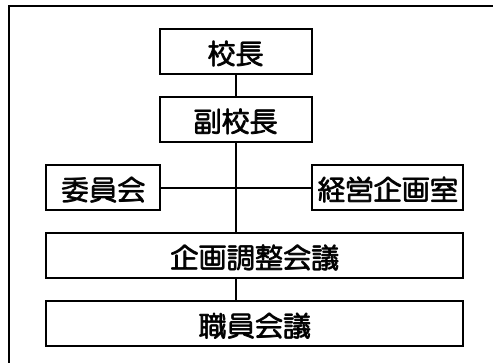 校長
副校長
委員会
経営企画室
企画調整会議
職員会議